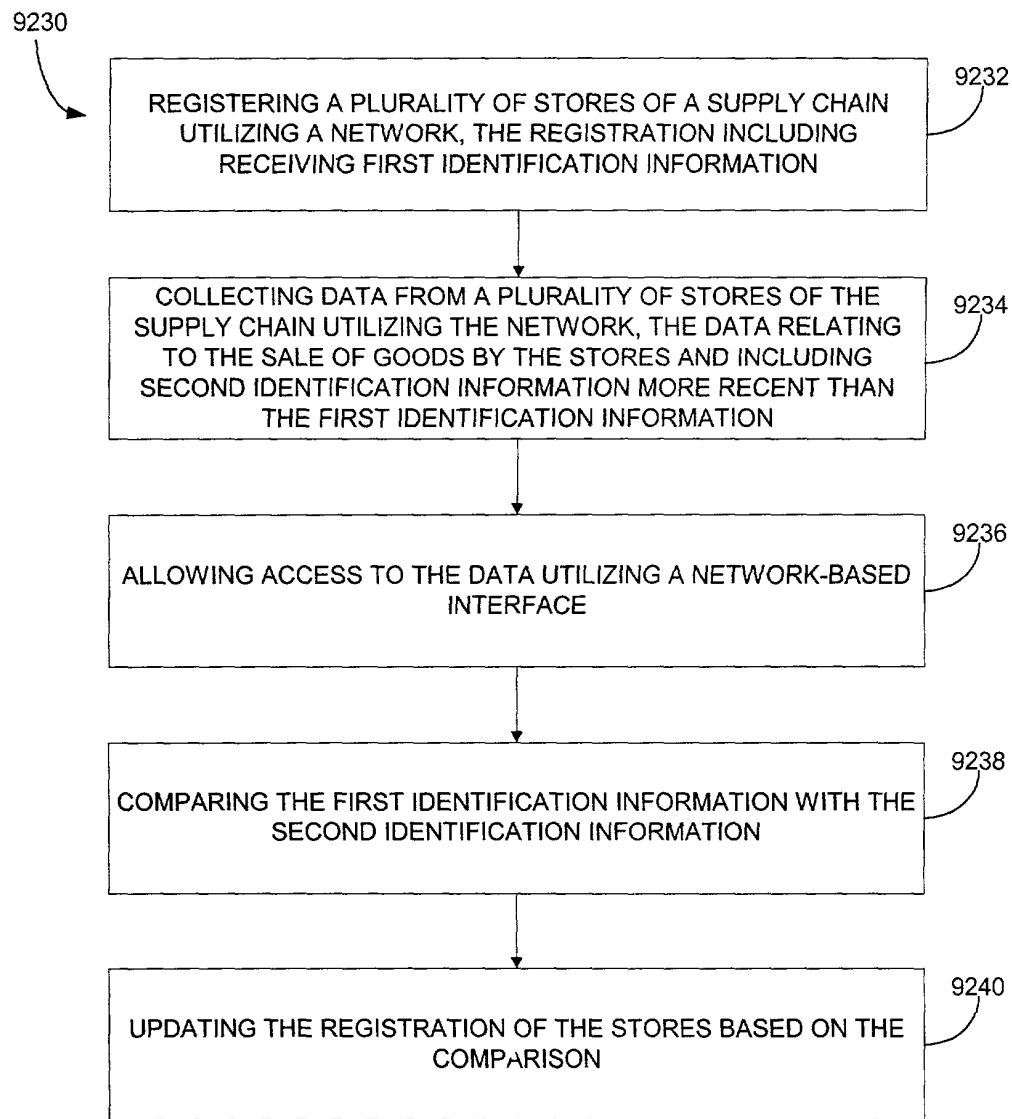 9230
9232
REGISTERING A PLURALITY OF STORES OF A SUPPLY CHAIN
UTILIZING A NETWORK, THE REGISTRATION INCLUDING
RECEIVING FIRST IDENTIFICATION INFORMATION
9234
COLLECTING DATA FROM A PLURALITY OF STORES OF THE
SUPPLY CHAIN UTILIZING THE NETWORK, THE DATA RELATING
TO THE SALE OF GOODS BY THE STORES AND INCLUDING
SECOND IDENTIFICATION INFORMATION MORE RECENT THAN
THE FIRST IDENTIFICATION INFORMATION
9236
ALLOWING ACCESS TO THE DATA UTILIZING A NETWORK-BASED
INTERFACE
9238
COMPARING THE FIRST IDENTIFICATION INFORMATION WITH THE
SECOND IDENTIFICATION INFORMATION
9240
UPDATING THE REGISTRATION OF THE STORES BASED ON THE
COMPARISON